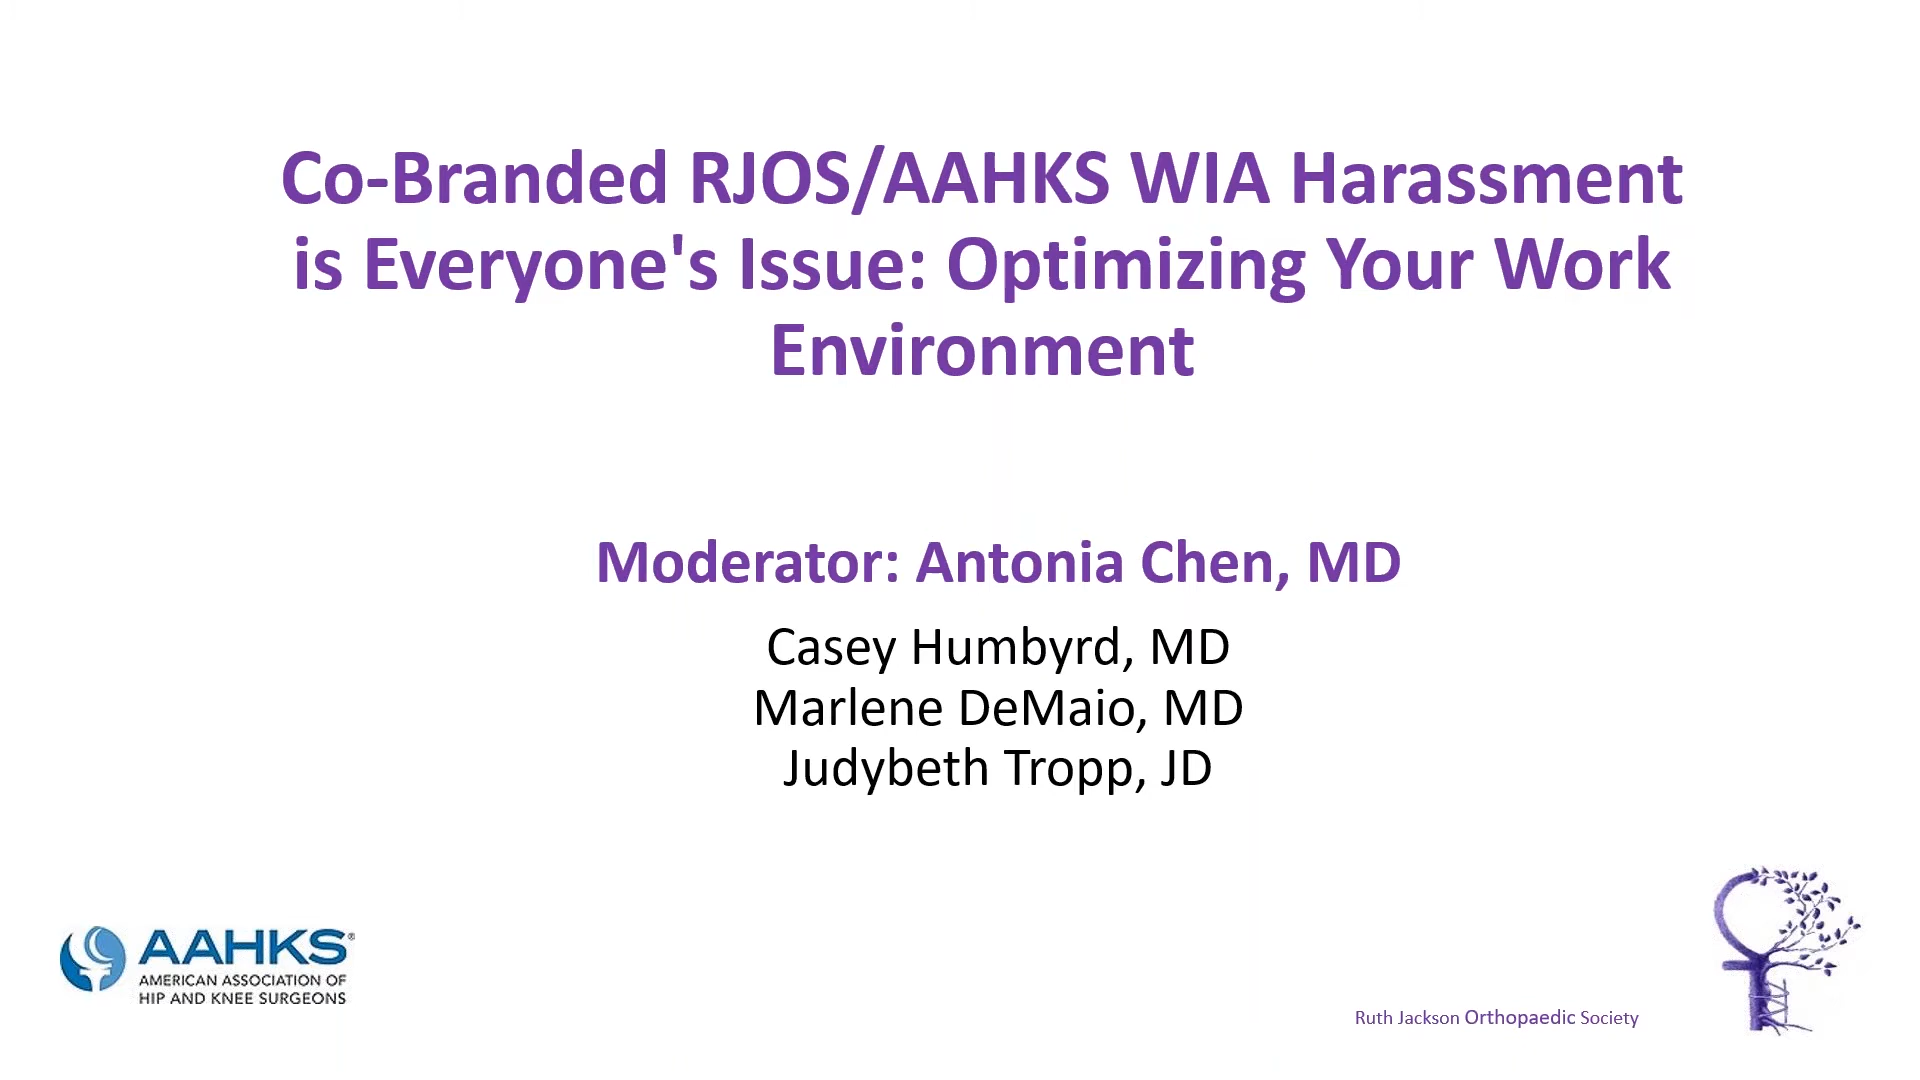 Co-Branded RJOS/AAHKS WIA Harassment
is Everyone's Issue: Optimizing Your Work
Environment
Moderator: Antonia Chen, MD
Casey Humbyrd, MD
Marlene DeMaio, MD
Judybeth Tropp, JD
AAHKS®
AMERICAN ASSOCIATION OF
HIP AND KNEE SURGEONS
Ruth Jackson Orthopaedic Society